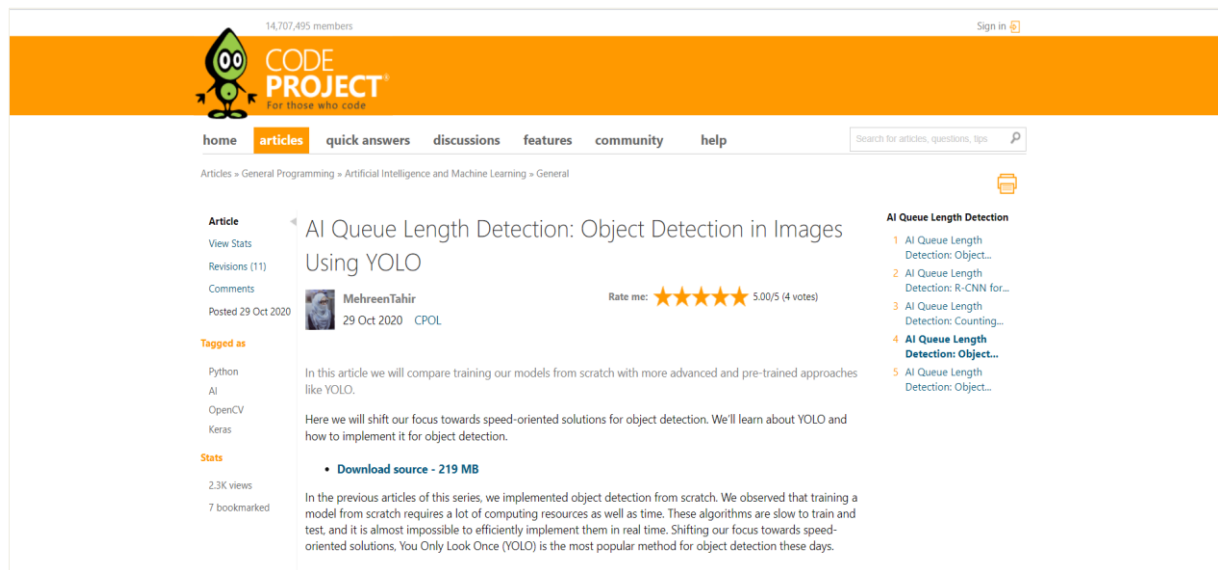 14,707,495 members
Sign in
CODE
PROJECT®
For those who code
home articles quick answers discussions features community help
Search for articles, questions, tips
Articles » General Programming » Artificial Intelligence and Machine Learning » General
Article
View Stats
Revisions (11)
Comments
Posted 29 Oct 2020
Tagged as
Python
AI
OpenCV
Keras
Stats
2.3K views
7 bookmarked
AI Queue Length Detection: Object Detection in Images
Using YOLO
MehreenTahir
29 Oct 2020 CPOL
Rate me: 5.00/5 (4 votes)
In this article we will compare training our models from scratch with more advanced and pre-trained approaches
like YOLO.
Here we will shift our focus towards speed-oriented solutions for object detection. We'll learn about YOLO and
how to implement it for object detection.
• Download source - 219 MB
In the previous articles of this series, we implemented object detection from scratch. We observed that training a
model from scratch requires a lot of computing resources as well as time. These algorithms are slow to train and
test, and it is almost impossible to efficiently implement them in real time. Shifting our focus towards speed-
oriented solutions, You Only Look Once (YOLO) is the most popular method for object detection these days.
AI Queue Length Detection
1 AI Queue Length
Detection: Object...
2 AI Queue Length
Detection: R-CNN for...
3 AI Queue Length
Detection: Counting...
4 AI Queue Length
Detection: Object...
5 AI Queue Length
Detection: Object...